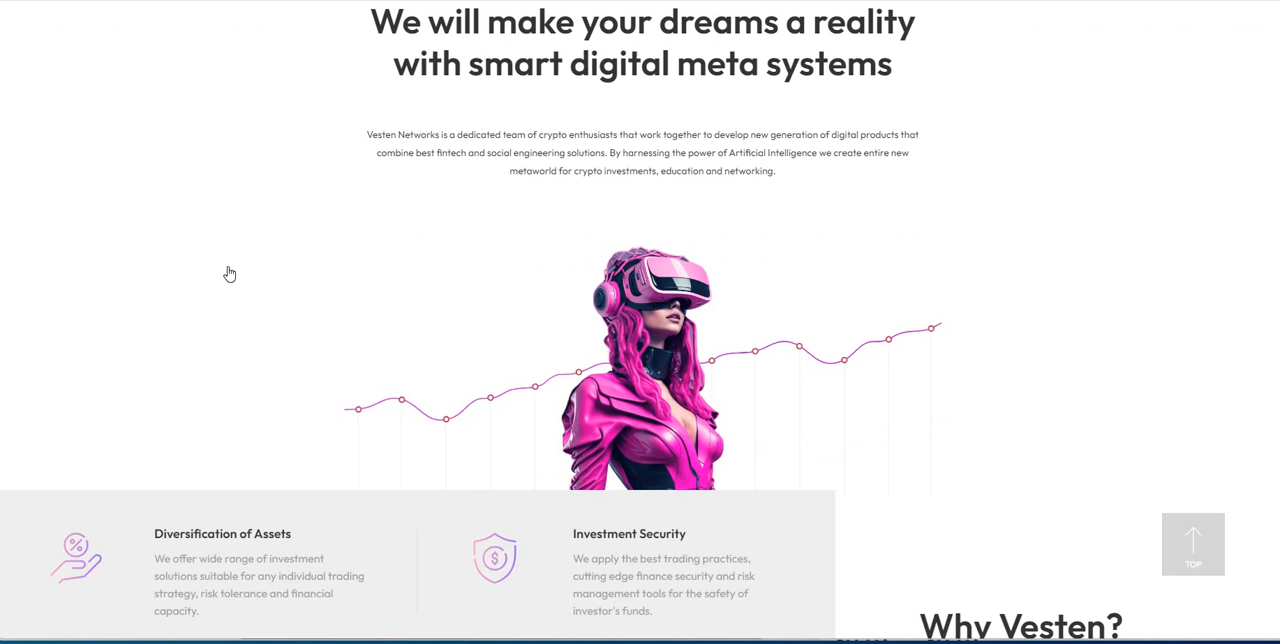 We will make your dreams a reality
with smart digital meta systems
Vesten Networks is a dedicated team of crypto enthusiasts that work together to develop new generation of digital products that
combine best fintech and social engineering solutions. By harnessing the power of Artificial Intelligence we create entire new
metaworld for crypto investments, education and networking.
Diversification of Assets
We offer wide range of investment
solutions suitable for any individual trading
strategy, risk tolerance and financial
capacity.
Investment Security
We apply the best trading practices,
cutting edge finance security and risk
management tools for the safety of
investor's funds.
TOP
Why Vesten?